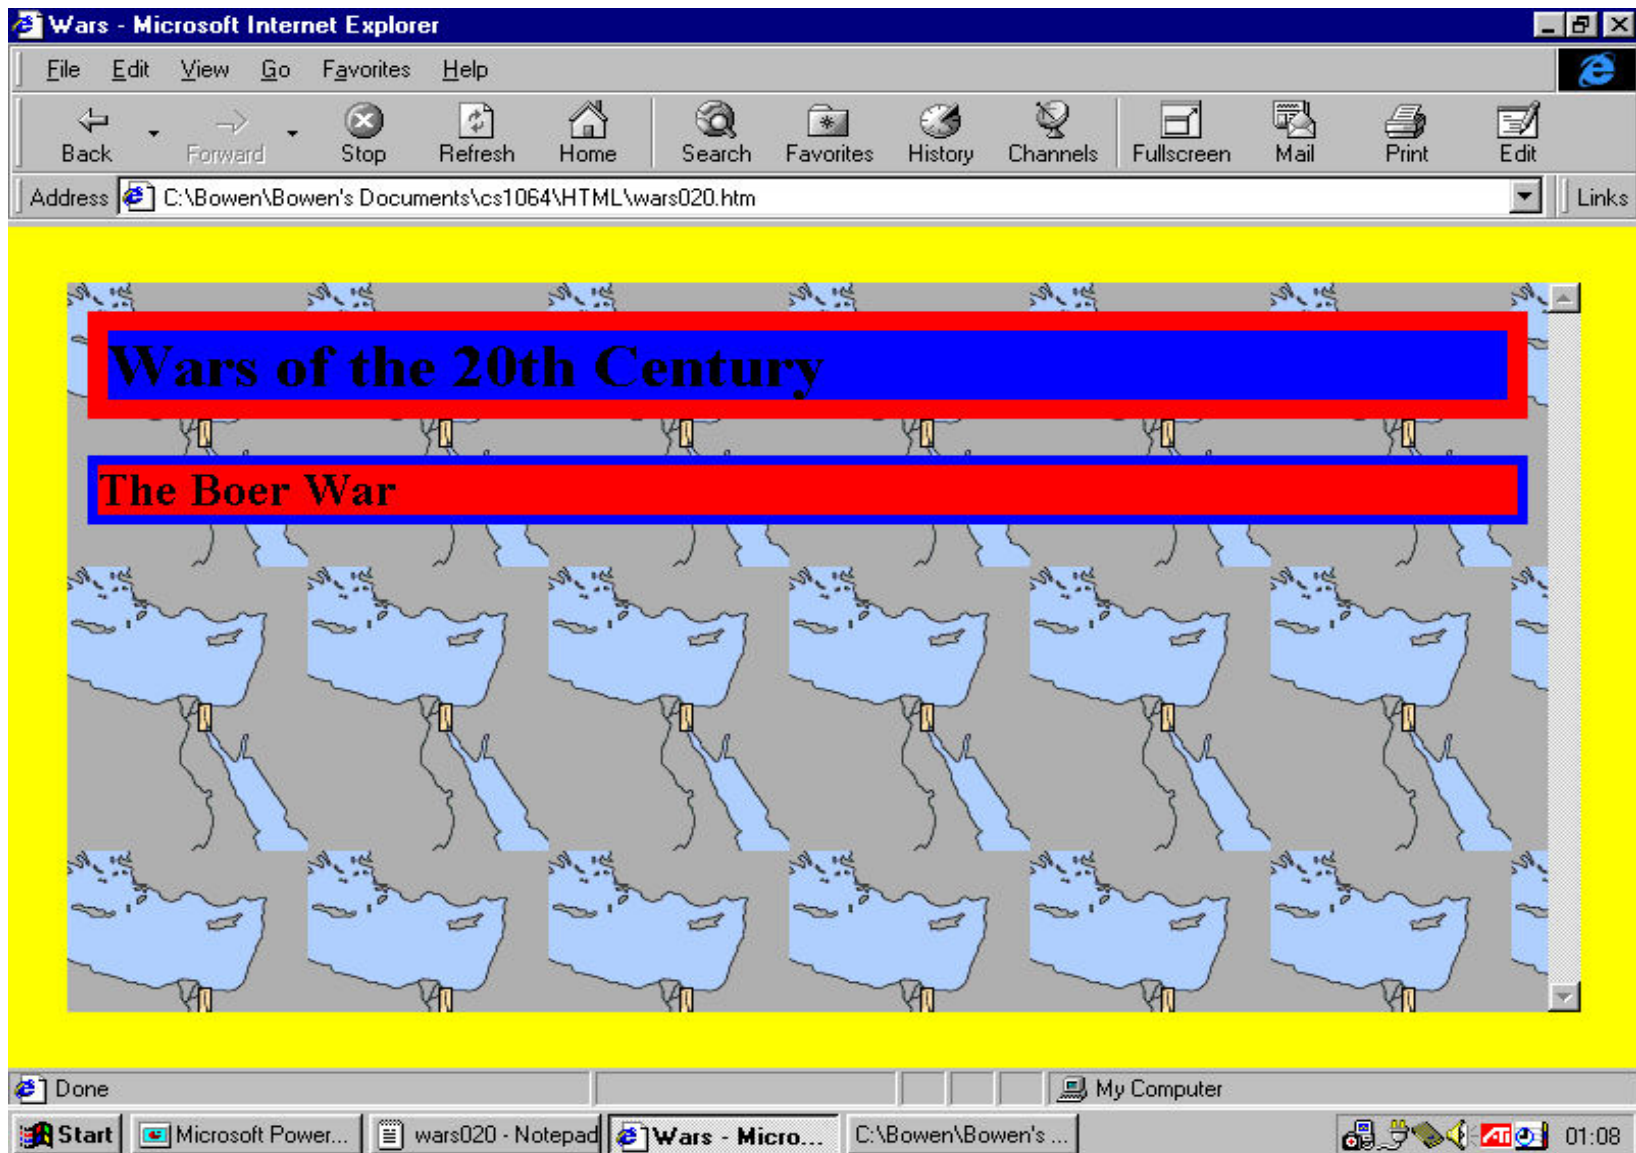 Wars - Microsoft Internet Explorer
File Edit View Go Favorites Help
Back Forward Stop Refresh Home Search Favorites History Channels Fullscreen Mail Print Edit
Address C:\Bowen\Bowen's Documents\cs1064\HTML\wars020.htm Links
Wars of the 20th Century
The Boer War
Done My Computer
Start Microsoft Power... wars020 - Notepad Wars - Micro... C:\Bowen\Bowen's ... ATI 01:08